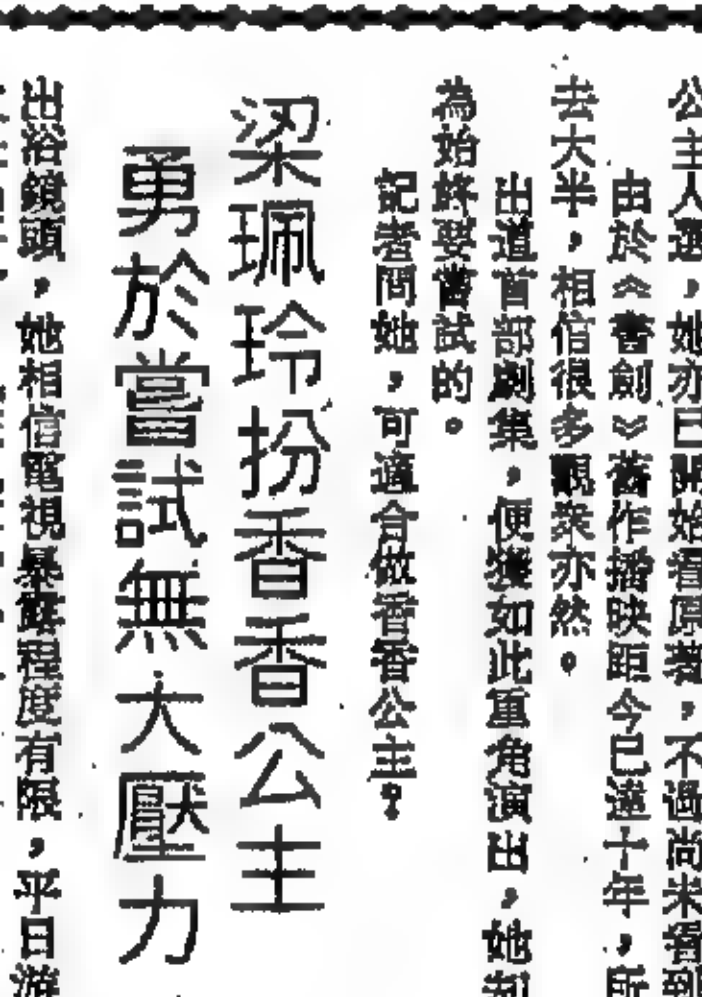 公主人選，她亦已開始看原著，不過尚未看到
由於《書劍》舊作播映距今已達十年，所
去大半，相信很多觀眾亦然。
出道首部劇集，便獲如此重角演出，她
為始終要嘗試的。
記者問她，可適合做香香公主？
梁珮玲扮香香公主
勇於嘗試無大壓力
出浴鏡頭，她相信電視暴露程度有限，平日游